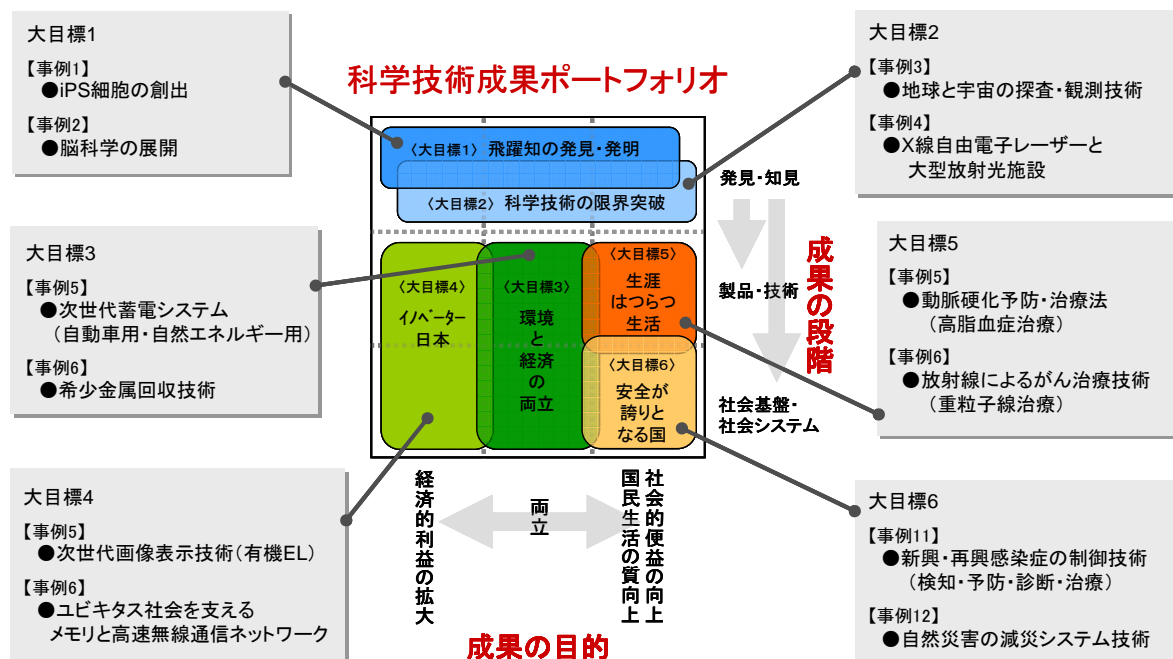 大目標1
【事例1】
●iPS細胞の創出
【事例2】
●脳科学の展開
科学技術成果ポートフォリオ
大目標2
【事例3】
●地球と宇宙の探査・観測技術
【事例4】
●X線自由電子レーザーと
大型放射光施設
〈大目標1〉 飛躍知の発見・発明
〈大目標2〉 科学技術の限界突破
発見・知見
製品・技術
社会基盤・
社会システム
成果の段階
大目標3
【事例5】
●次世代蓄電システム
(自動車用・自然エネルギー用)
【事例6】
●希少金属回収技術
〈大目標4〉
イノベーター
日本
〈大目標3〉
環境
と
経済
の
両立
〈大目標5〉
生涯
はつらつ
生活
〈大目標6〉
安全が
誇りと
なる国
大目標5
【事例5】
●動脈硬化予防・治療法
(高脂血症治療)
【事例6】
●放射線によるがん治療技術
(重粒子線治療)
大目標4
【事例5】
●次世代画像表示技術(有機EL)
【事例6】
●ユビキタス社会を支える
メモリと高速無線通信ネットワーク
経済的利益の拡大
両立
社会的便益の向上
国民生活の質向上
成果の目的
大目標6
【事例11】
●新興・再興感染症の制御技術
(検知・予防・診断・治療)
【事例12】
●自然災害の減災システム技術